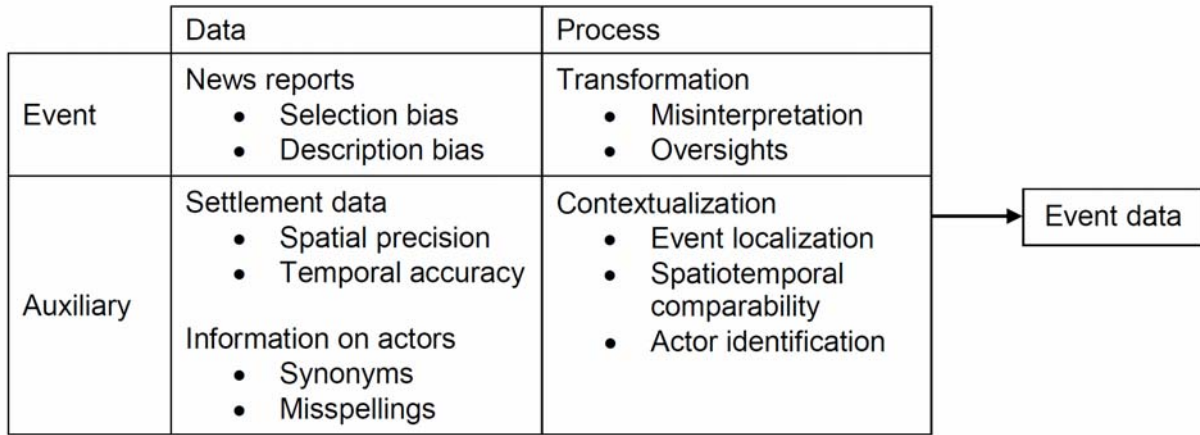 Data
Process
Event
News reports
• Selection bias
• Description bias
Transformation
• Misinterpretation
• Oversights
Auxiliary
Settlement data
• Spatial precision
• Temporal accuracy
Information on actors
• Synonyms
• Misspellings
Contextualization
• Event localization
• Spatiotemporal
comparability
• Actor identification
Event data